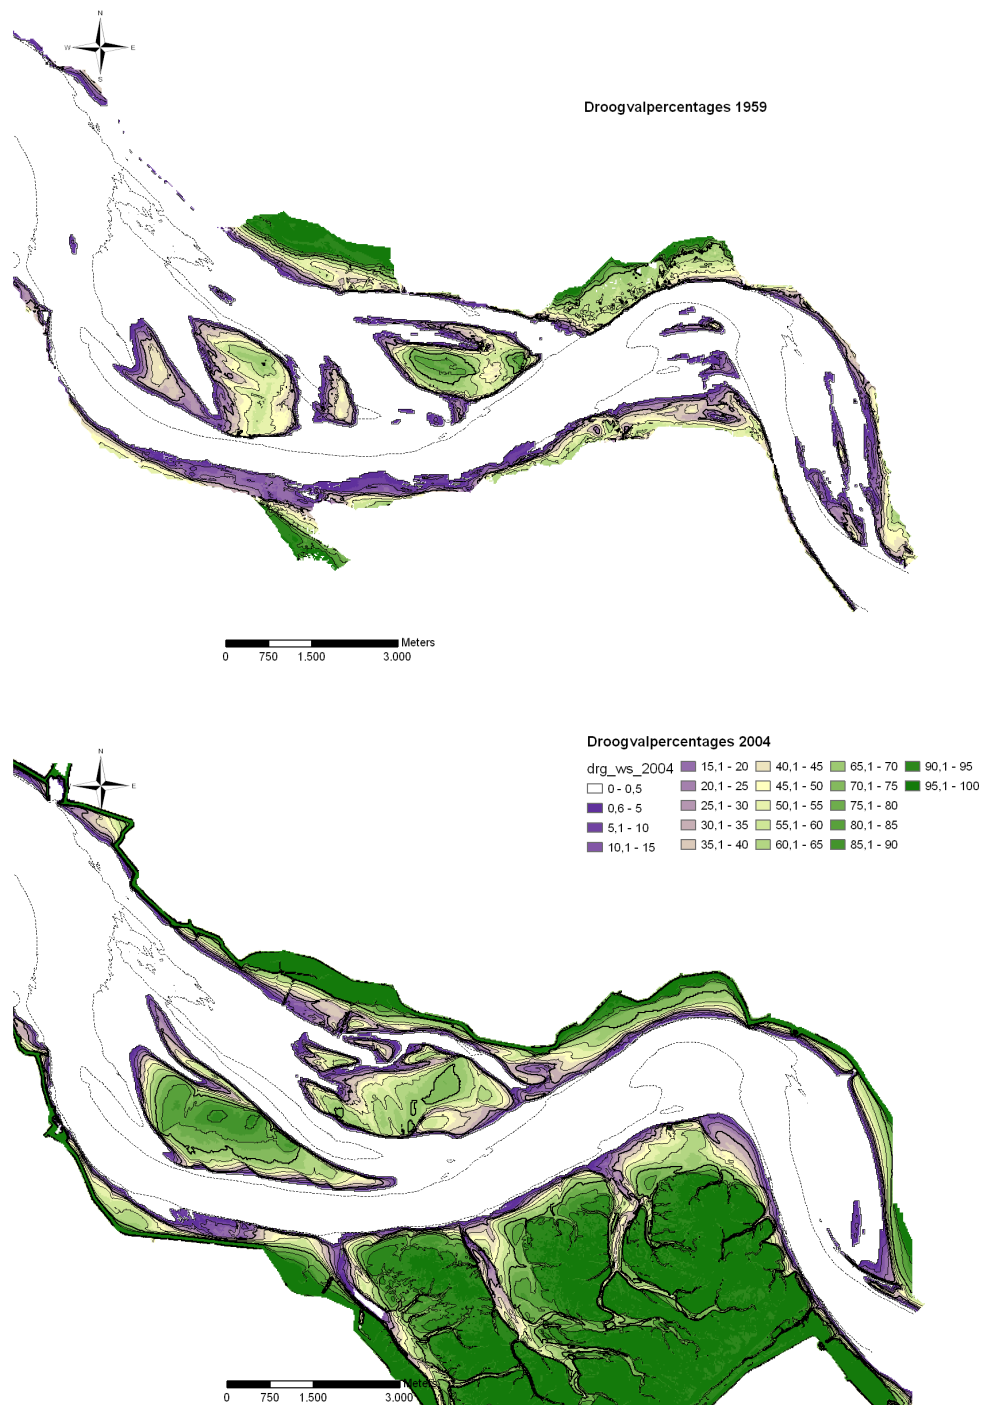 N
W E
S
Droogvalpercentages 1959
Meters
0 750 1.500 3.000
Droogvalpercentages 2004
drg_ws_2004
0 - 0,5
0,6 - 5
5,1 - 10
10,1 - 15
15,1 - 20
20,1 - 25
25,1 - 30
30,1 - 35
35,1 - 40
40,1 - 45
45,1 - 50
50,1 - 55
55,1 - 60
60,1 - 65
65,1 - 70
70,1 - 75
75,1 - 80
80,1 - 85
85,1 - 90
90,1 - 95
95,1 - 100
N
E
Meters
0 750 1.500 3.000